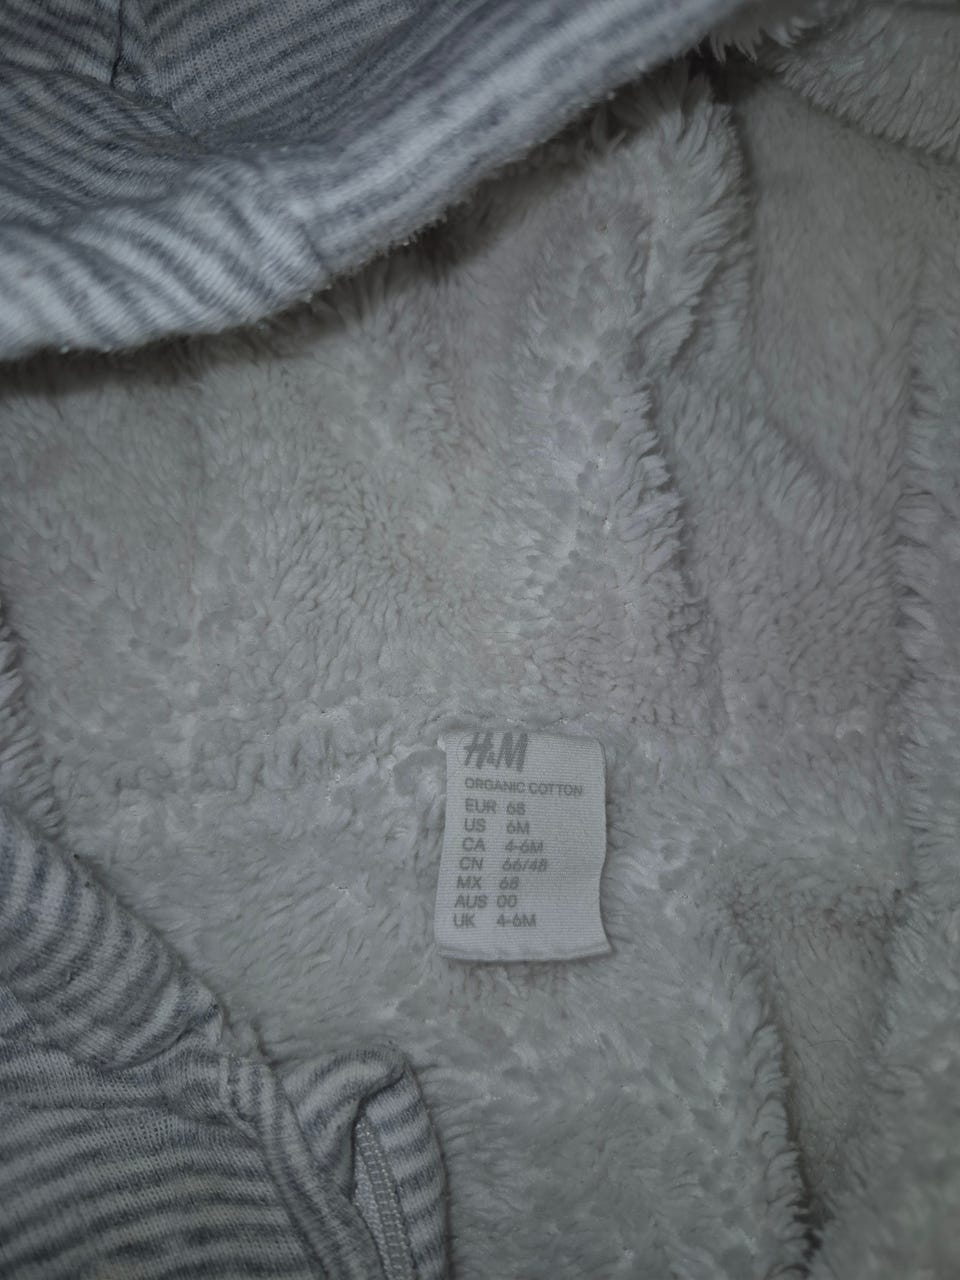 H&M
ORGANIC COTTON
EUR 68
US 6M
CA 4-6M
CN 66/48
MX 68
AUS 00
UK 4-6M